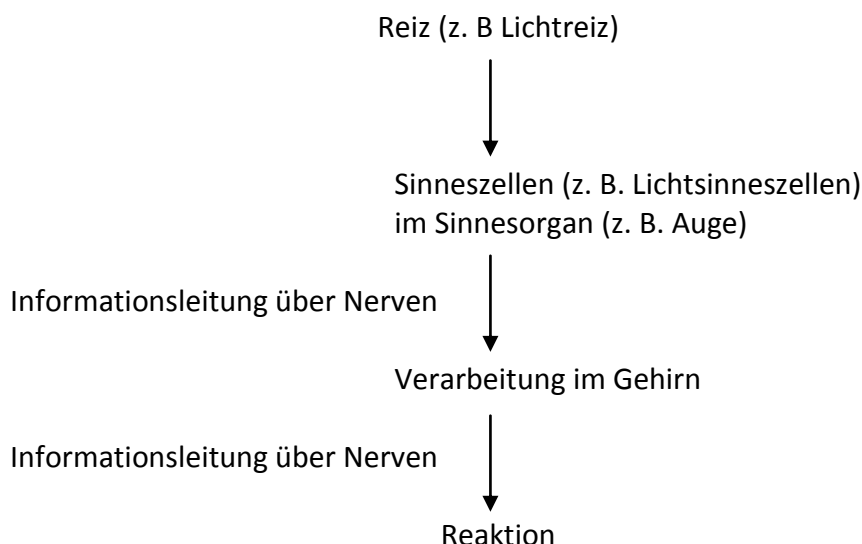 Reiz (z. B Lichtreiz)
Sinneszellen (z. B. Lichtsinneszellen)
im Sinnesorgan (z. B. Auge)
Informationsleitung über Nerven
Verarbeitung im Gehirn
Informationsleitung über Nerven
Reaktion